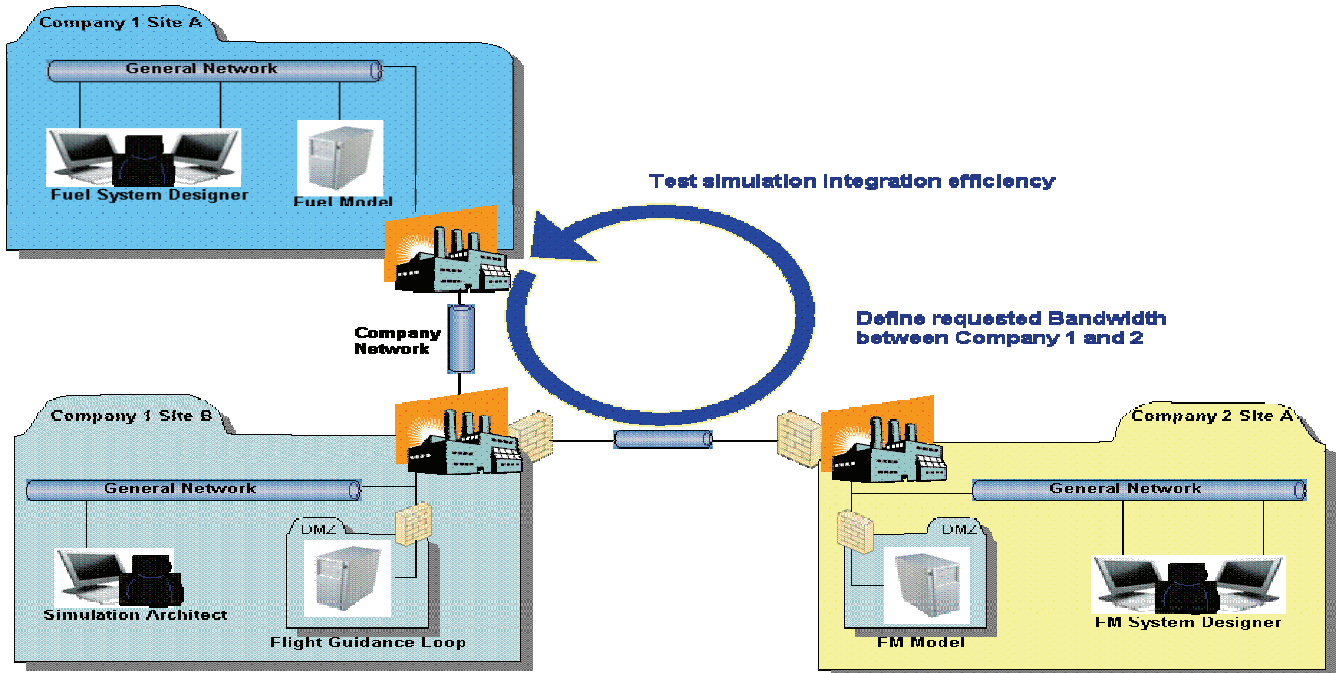 Company 1 Site A
General Network
Fuel System Designer
Fuel Model
Test simulation integration efficiency
Company
Network
Define requested Bandwidth
between Company 1 and 2
Company 1 Site B
General Network
DMZ
Simulation Architect
Flight Guidance Loop
Company 2 Site A
General Network
DMZ
FM Model
FM System Designer